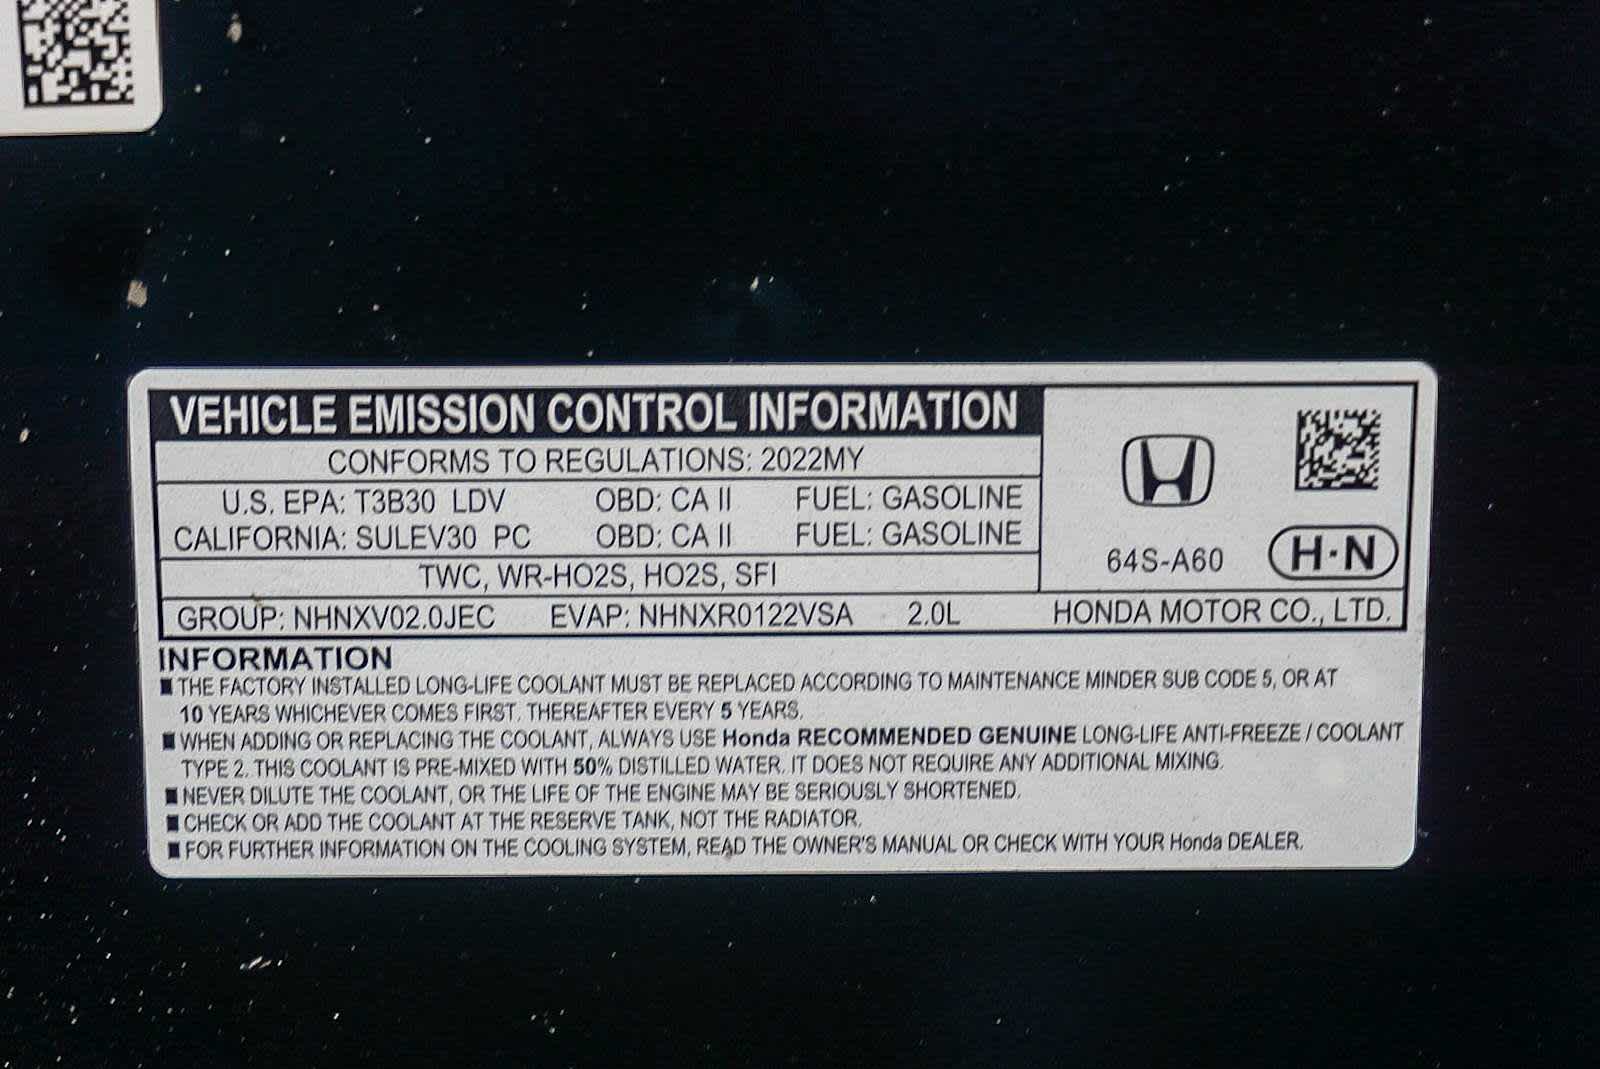 VEHICLE EMISSION CONTROL INFORMATION
CONFORMS TO REGULATIONS: 2022MY
U.S. EPA: T3B30 LDV OBD: CA II FUEL: GASOLINE
CALIFORNIA: SULEV30 PC OBD: CA II FUEL: GASOLINE
TWC, WR-HO2S, HO2S, SFI
64S-A60 H·N
GROUP: NHNXV02.0JEC EVAP: NHNXR0122VSA 2.0L HONDA MOTOR CO., LTD.
INFORMATION
■ THE FACTORY INSTALLED LONG-LIFE COOLANT MUST BE REPLACED ACCORDING TO MAINTENANCE MINDER SUB CODE 5, OR AT
10 YEARS WHICHEVER COMES FIRST. THEREAFTER EVERY 5 YEARS.
■ WHEN ADDING OR REPLACING THE COOLANT, ALWAYS USE Honda RECOMMENDED GENUINE LONG-LIFE ANTI-FREEZE / COOLANT
TYPE 2. THIS COOLANT IS PRE-MIXED WITH 50% DISTILLED WATER. IT DOES NOT REQUIRE ANY ADDITIONAL MIXING.
■ NEVER DILUTE THE COOLANT, OR THE LIFE OF THE ENGINE MAY BE SERIOUSLY SHORTENED.
■ CHECK OR ADD THE COOLANT AT THE RESERVE TANK, NOT THE RADIATOR.
■ FOR FURTHER INFORMATION ON THE COOLING SYSTEM, READ THE OWNER'S MANUAL OR CHECK WITH YOUR Honda DEALER.